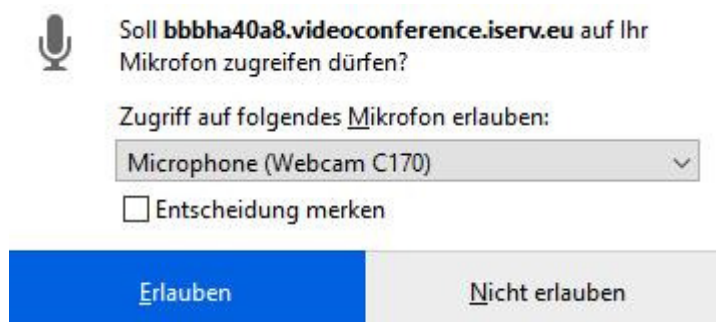 Soll bbbha40a8.videoconference.iserv.eu auf Ihr
Mikrofon zugreifen dürfen?
Zugriff auf folgendes Mikrofon erlauben:
Microphone (Webcam C170)
Entscheidung merken
Erlauben
Nicht erlauben